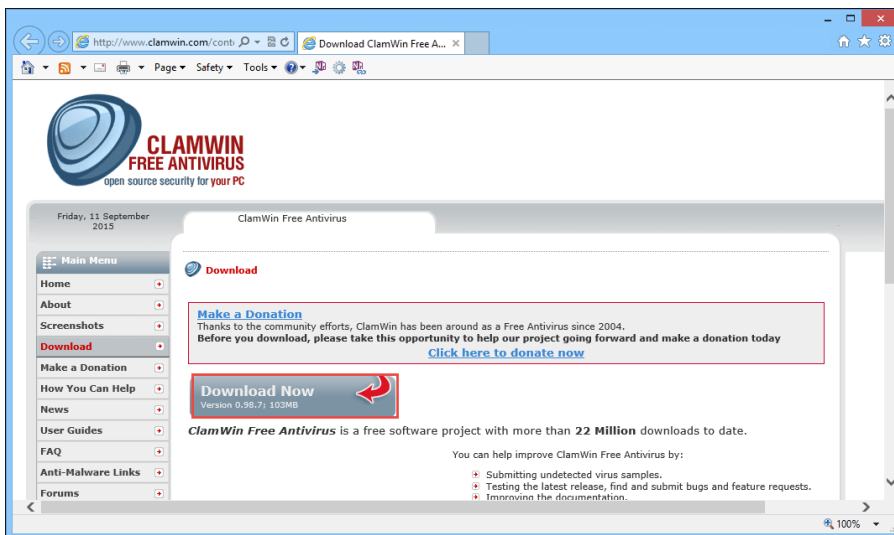 http://www.clamwin.com/conte
Download ClamWin Free A...
Page Safety Tools
CLAMWIN
FREE ANTIVIRUS
open source security for your PC
Friday, 11 September
2015
ClamWin Free Antivirus
Main Menu
Home
About
Screenshots
Download
Make a Donation
How You Can Help
News
User Guides
FAQ
Anti-Malware Links
Forums
Download
Make a Donation
Thanks to the community efforts, ClamWin has been around as a Free Antivirus since 2004.
Before you download, please take this opportunity to help our project going forward and make a donation today
Click here to donate now
Download Now
Version 0.98.7; 103MB
ClamWin Free Antivirus is a free software project with more than 22 Million downloads to date.
You can help improve ClamWin Free Antivirus by:
Submitting undetected virus samples.
Testing the latest release, find and submit bugs and feature requests.
Improving the documentation.
100%